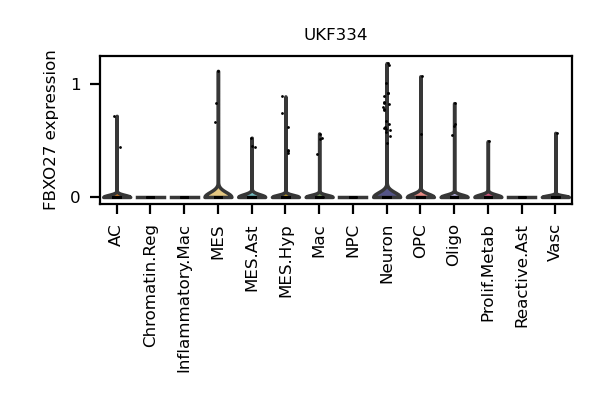 UKF334
FBXO27 expression
1
0
AC
Chromatin.Reg
Inflammatory.Mac
MES
MES.Ast
MES.Hyp
Mac
NPC
Neuron
OPC
Oligo
Prolif.Metab
Reactive.Ast
Vasc